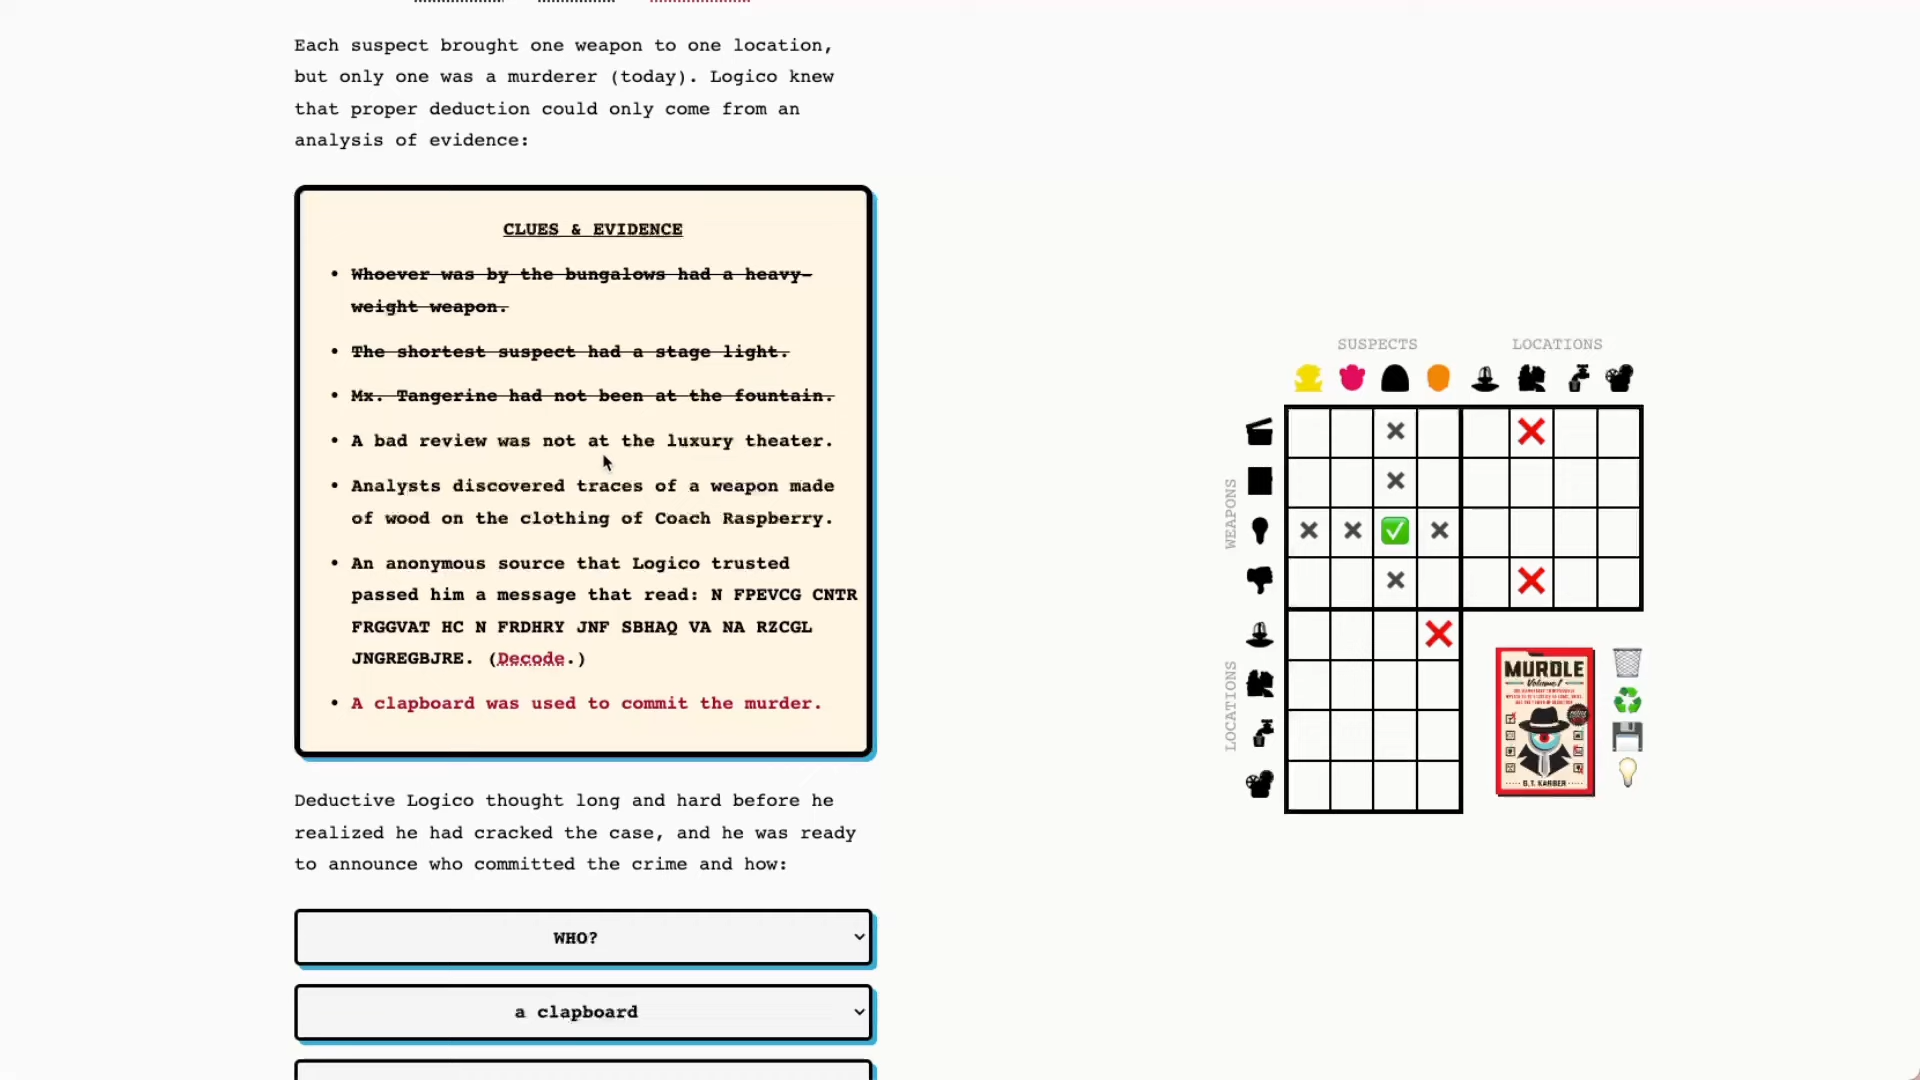 Each suspect brought one weapon to one location,
but only one was a murderer (today). Logico knew
that proper deduction could only come from an
analysis of evidence:
CLUES & EVIDENCE
• Whoever was by the bungalows had a heavy-
weight weapon.
• The shortest suspect had a stage light.
• Mx. Tangerine had not been at the fountain.
• A bad review was not at the luxury theater.
• Analysts discovered traces of a weapon made
of wood on the clothing of Coach Raspberry.
• An anonymous source that Logico trusted
passed him a message that read: N FPEVCG CNTR
FRGGVAT HC N FRDHRY JNF SBHAQ VA NA RZCGL
JNGREGBJRE. (Decode.)
• A clapboard was used to commit the murder.
Deductive Logico thought long and hard before he
realized he had cracked the case, and he was ready
to announce who committed the crime and how:
WHO?
a clapboard
SUSPECTS
LOCATIONS
WEAPONS
LOCATIONS
MURDLE
Volume 1
G.T. KARBER